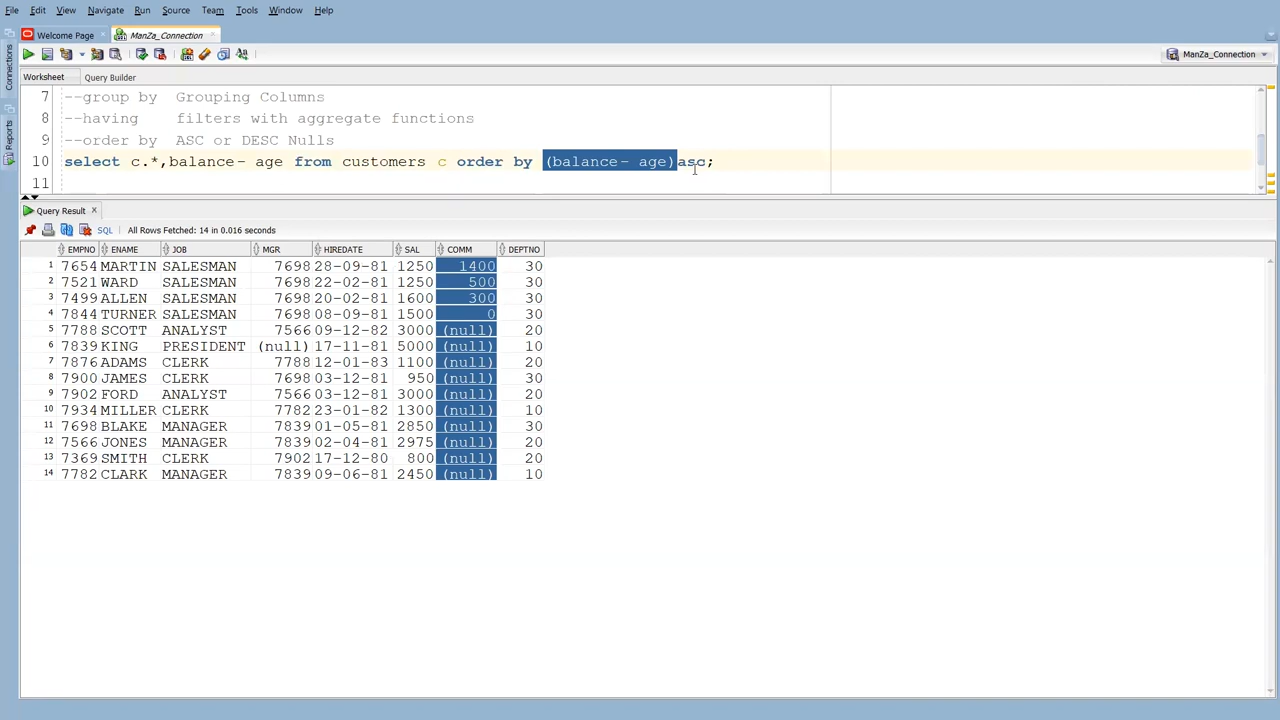 File Edit View Navigate Run Source Team Tools Window Help
Welcome Page ManZa_Connection
ManZa_Connection
Connections
Reports
Worksheet Query Builder
7 --group by Grouping Columns
8 --having filters with aggregate functions
9 --order by ASC or DESC Nulls
10 select c.*,balance- age from customers c order by (balance- age)asc;
11
Query Result
SQL All Rows Fetched: 14 in 0.016 seconds
EMPNO ENAME JOB MGR HIREDATE SAL COMM DEPTNO
1 7654 MARTIN SALESMAN 7698 28-09-81 1250 1400 30
2 7521 WARD SALESMAN 7698 22-02-81 1250 500 30
3 7499 ALLEN SALESMAN 7698 20-02-81 1600 300 30
4 7844 TURNER SALESMAN 7698 08-09-81 1500 0 30
5 7788 SCOTT ANALYST 7566 09-12-82 3000 (null) 20
6 7839 KING PRESIDENT (null) 17-11-81 5000 (null) 10
7 7876 ADAMS CLERK 7788 12-01-83 1100 (null) 20
8 7900 JAMES CLERK 7698 03-12-81 950 (null) 30
9 7902 FORD ANALYST 7566 03-12-81 3000 (null) 20
10 7934 MILLER CLERK 7782 23-01-82 1300 (null) 10
11 7698 BLAKE MANAGER 7839 01-05-81 2850 (null) 30
12 7566 JONES MANAGER 7839 02-04-81 2975 (null) 20
13 7369 SMITH CLERK 7902 17-12-80 800 (null) 20
14 7782 CLARK MANAGER 7839 09-06-81 2450 (null) 10